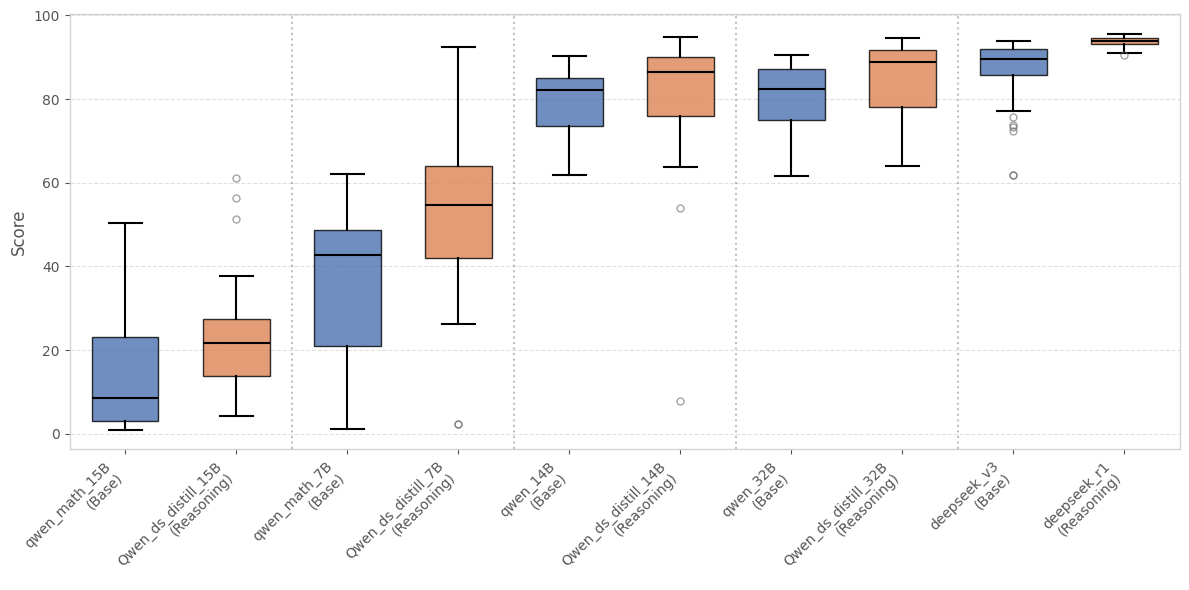 100
80
60
40
20
0
Score
qwen_math_15B
(Base)
Qwen_ds_distill_15B
(Reasoning)
qwen_math_7B
(Base)
Qwen_ds_distill_7B
(Reasoning)
qwen_14B
(Base)
Qwen_ds_distill_14B
(Reasoning)
qwen_32B
(Base)
Qwen_ds_distill_32B
(Reasoning)
deepseek_v3
(Base)
deepseek_r1
(Reasoning)